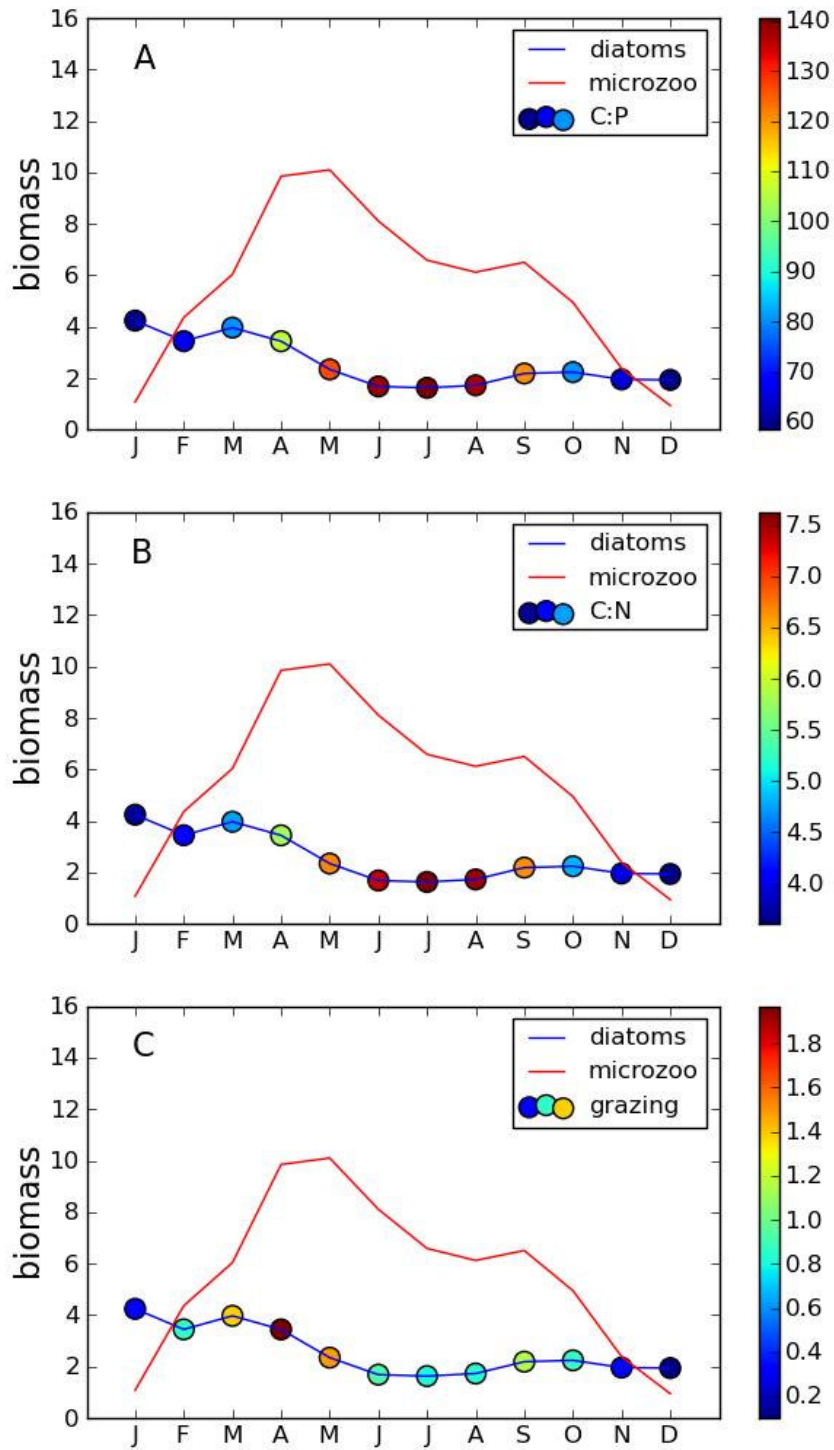 A
diatoms
microzoo
C:P
biomass
16
14
12
10
8
6
4
2
0
J F M A M J J A S O N D
140
130
120
110
100
90
80
70
60
B
diatoms
microzoo
C:N
biomass
16
14
12
10
8
6
4
2
0
J F M A M J J A S O N D
7.5
7.0
6.5
6.0
5.5
5.0
4.5
4.0
C
diatoms
microzoo
grazing
biomass
16
14
12
10
8
6
4
2
0
J F M A M J J A S O N D
1.8
1.6
1.4
1.2
1.0
0.8
0.6
0.4
0.2